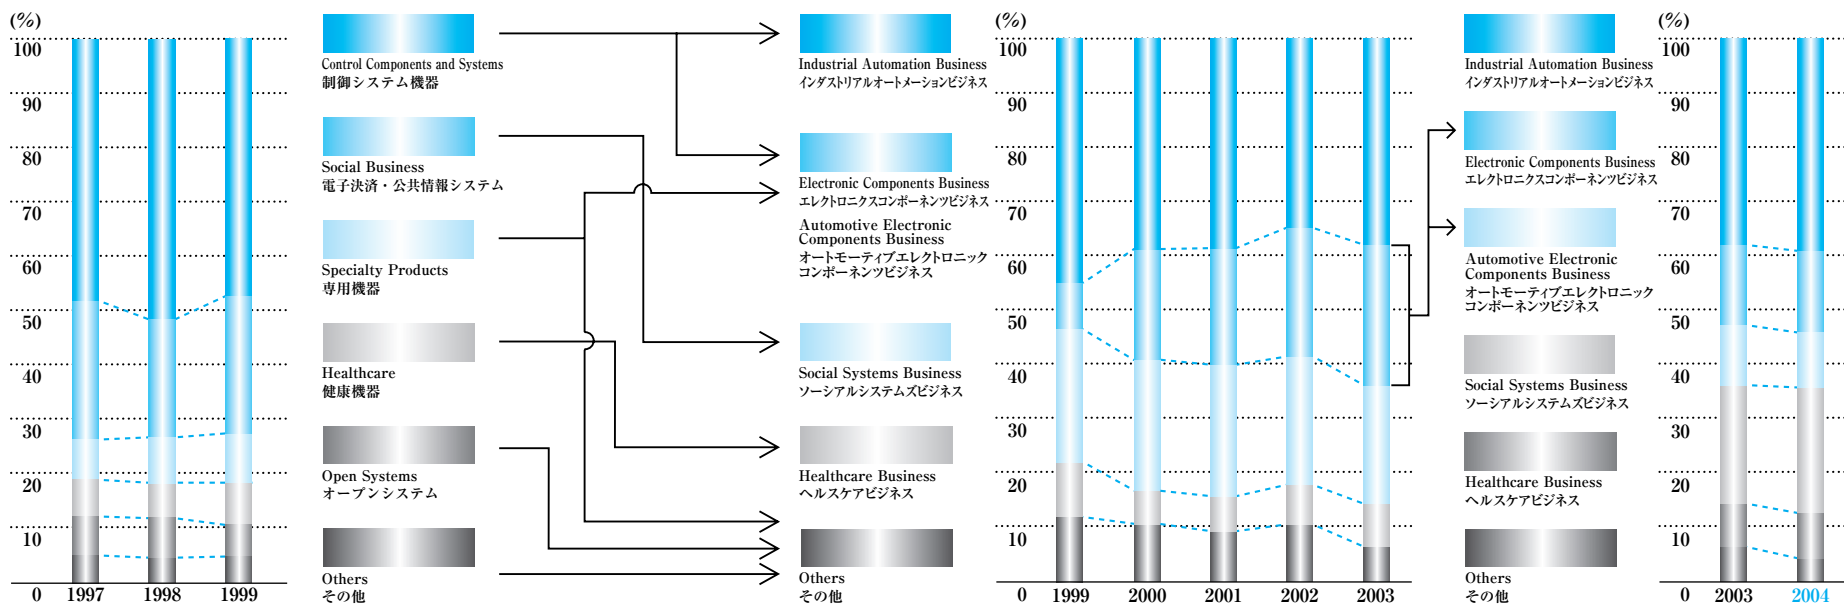 (%)
100
90
80
70
60
50
40
30
20
10
0
1997
1998
1999
Control Components and Systems
制御システム機器
Social Business
電子決済・公共情報システム
Specialty Products
専用機器
Healthcare
健康機器
Open Systems
オープンシステム
Others
その他
Industrial Automation Business
インダストリアルオートメーションビジネス
Electronic Components Business
エレクトロニクスコンポーネンツビジネス
Automotive Electronic
Components Business
オートモーティブエレクトロニック
コンポーネンツビジネス
Social Systems Business
ソーシアルシステムズビジネス
Healthcare Business
ヘルスケアビジネス
Others
その他
(%)
100
90
80
70
60
50
40
30
20
10
0
1999
2000
2001
2002
2003
Industrial Automation Business
インダストリアルオートメーションビジネス
Electronic Components Business
エレクトロニクスコンポーネンツビジネス
Automotive Electronic
Components Business
オートモーティブエレクトロニック
コンポーネンツビジネス
Social Systems Business
ソーシアルシステムズビジネス
Healthcare Business
ヘルスケアビジネス
Others
その他
(%)
100
90
80
70
60
50
40
30
20
10
0
2003
2004